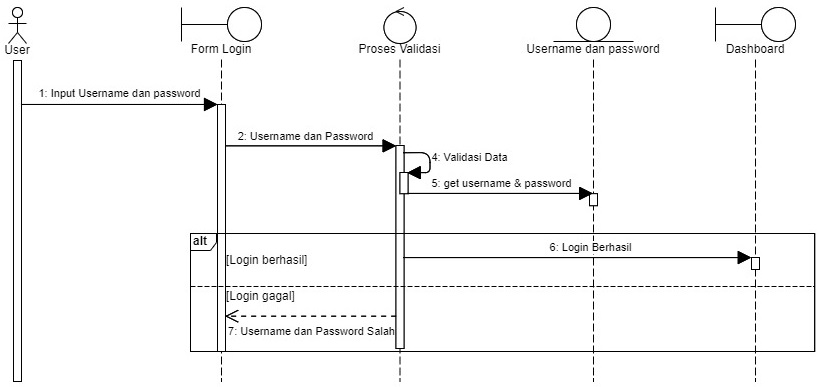 User
Form Login
Proses Validasi
Username dan password
Dashboard
1: Input Username dan password
2: Username dan Password
4: Validasi Data
5: get username & password
alt
6: Login Berhasil
[Login berhasil]
[Login gagal]
7: Username dan Password Salah